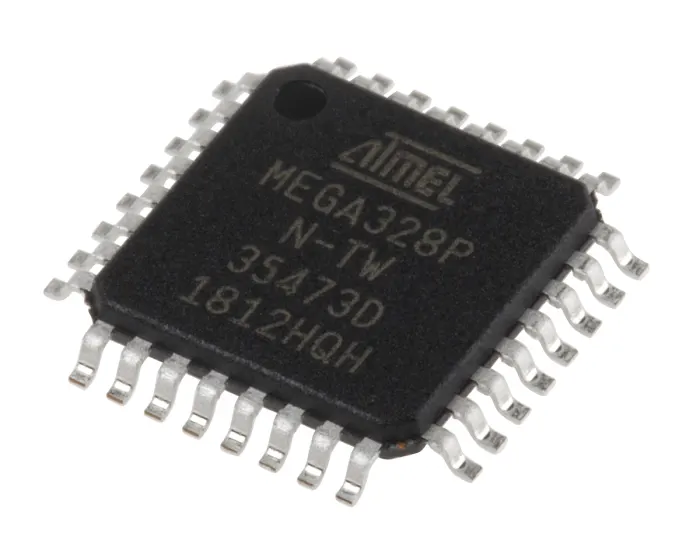 ATMEL
MEGA328P
N-TW
35473D
1812HQH